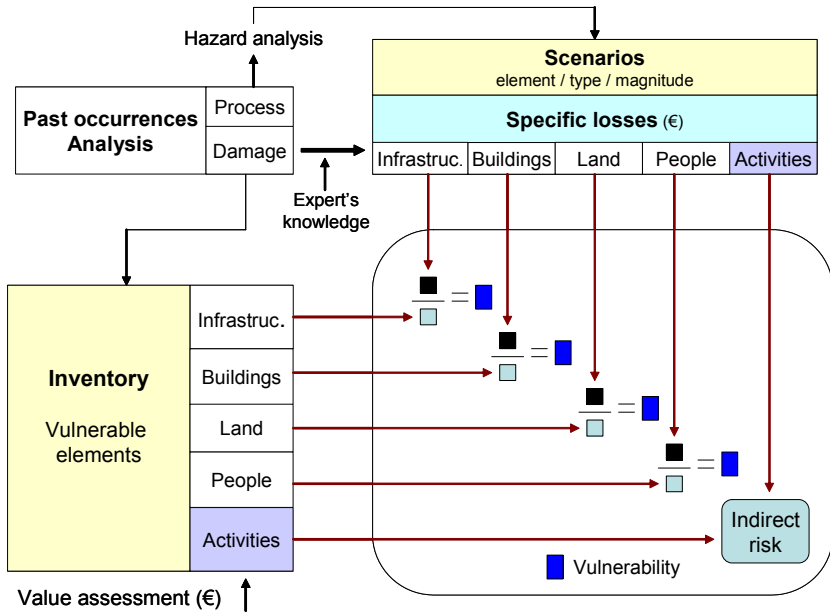 Hazard analysis
Scenarios
element / type / magnitude
Past occurrences
Analysis
Process
Damage
Specific losses (€)
Infrastruc.
Buildings
Land
People
Activities
Expert's
knowledge
Inventory
Vulnerable
elements
Infrastruc.
Buildings
Land
People
Activities
Indirect
risk
Vulnerability
Value assessment (€)